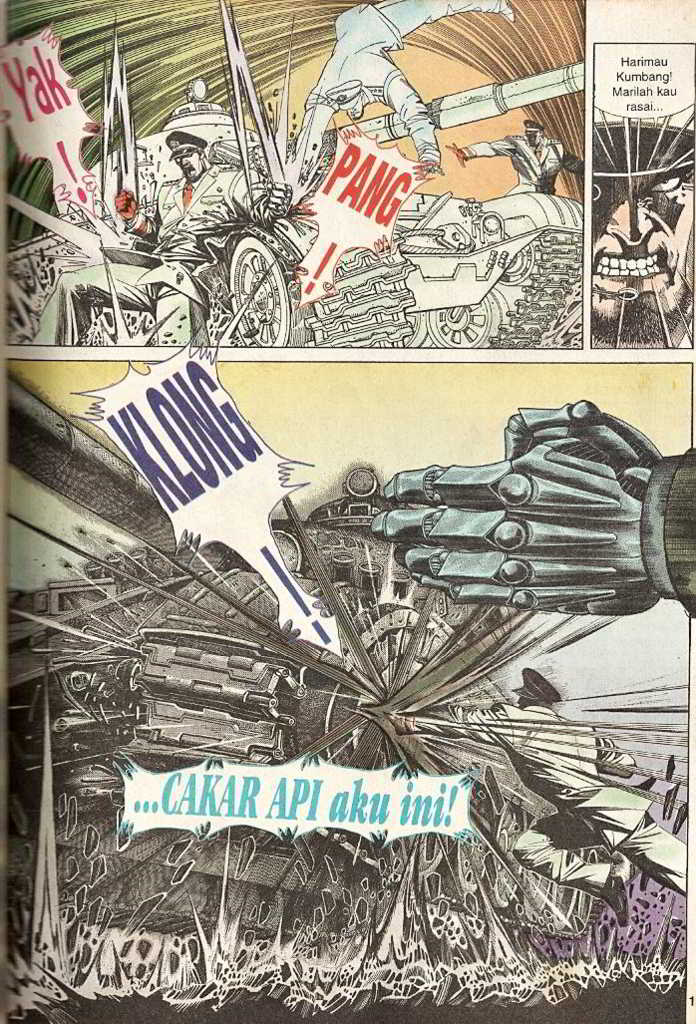 Yak
!
PANG
!
Harimau
Kumbang!
Marilah kau
rasai...
KLONG
!
...CAKAR API aku ini!
1